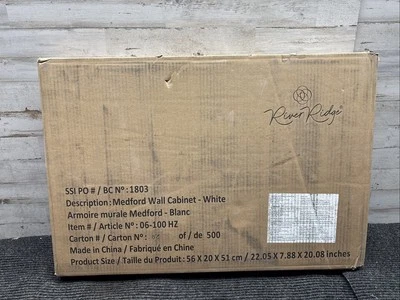 River Ridge®
SSI PO # / BC Nº : 1803
Description : Medford Wall Cabinet - White
Armoire murale Medford - Blanc
Item # / Article Nº : 06-100 HZ
Carton # / Carton Nº : of / de 500
Made in China / Fabriqué en Chine
Product Size / Taille du Produit : 56 X 20 X 51 cm / 22.05 X 7.88 X 20.08 inches